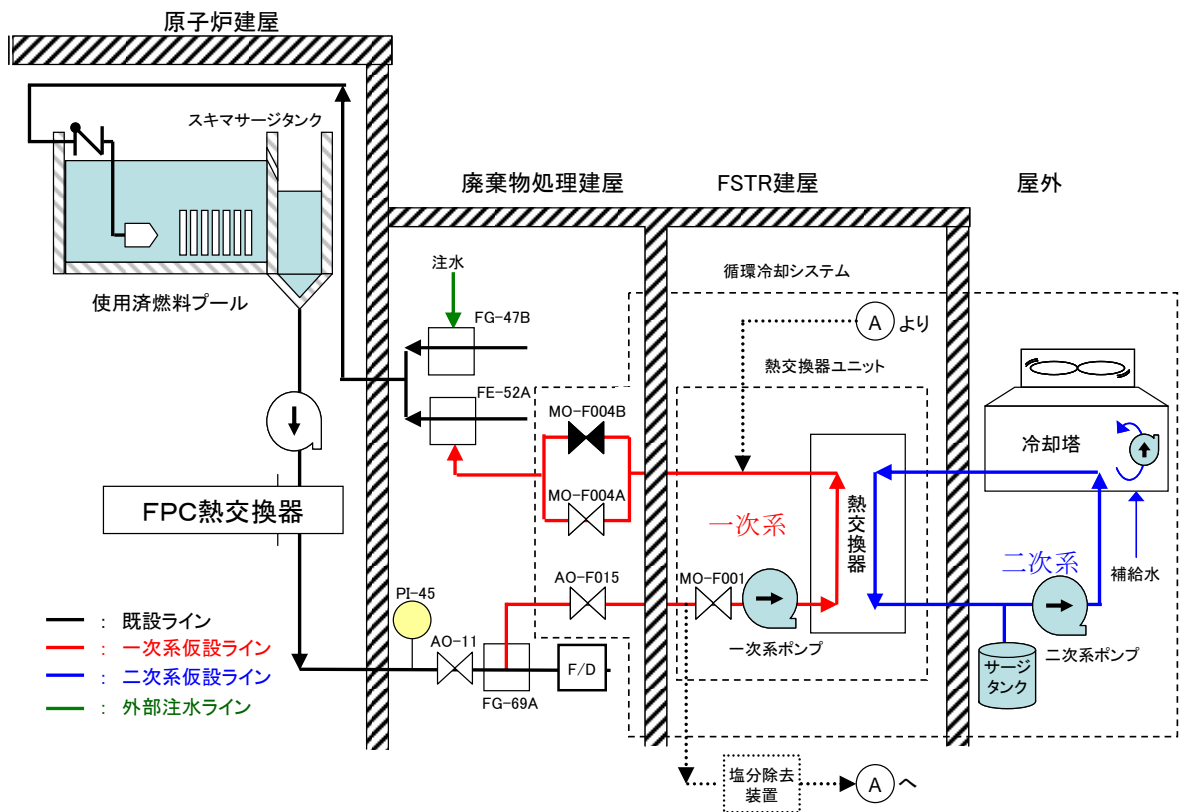 原子炉建屋
スキマサージタンク
使用済燃料プール
廃棄物処理建屋
FSTR建屋
屋外
注水
FG-47B
循環冷却システム
A
より
熱交換器ユニット
FE-52A
MO-F004B
MO-F004A
冷却塔
FPC熱交換器
一次系
熱交換器
二次系
補給水
PI-45
AO-11
AO-F015
MO-F001
一次系ポンプ
二次系ポンプ
F/D
FG-69A
サージ
タンク
: 既設ライン
: 一次系仮設ライン
: 二次系仮設ライン
: 外部注水ライン
塩分除去
装置
A
へ